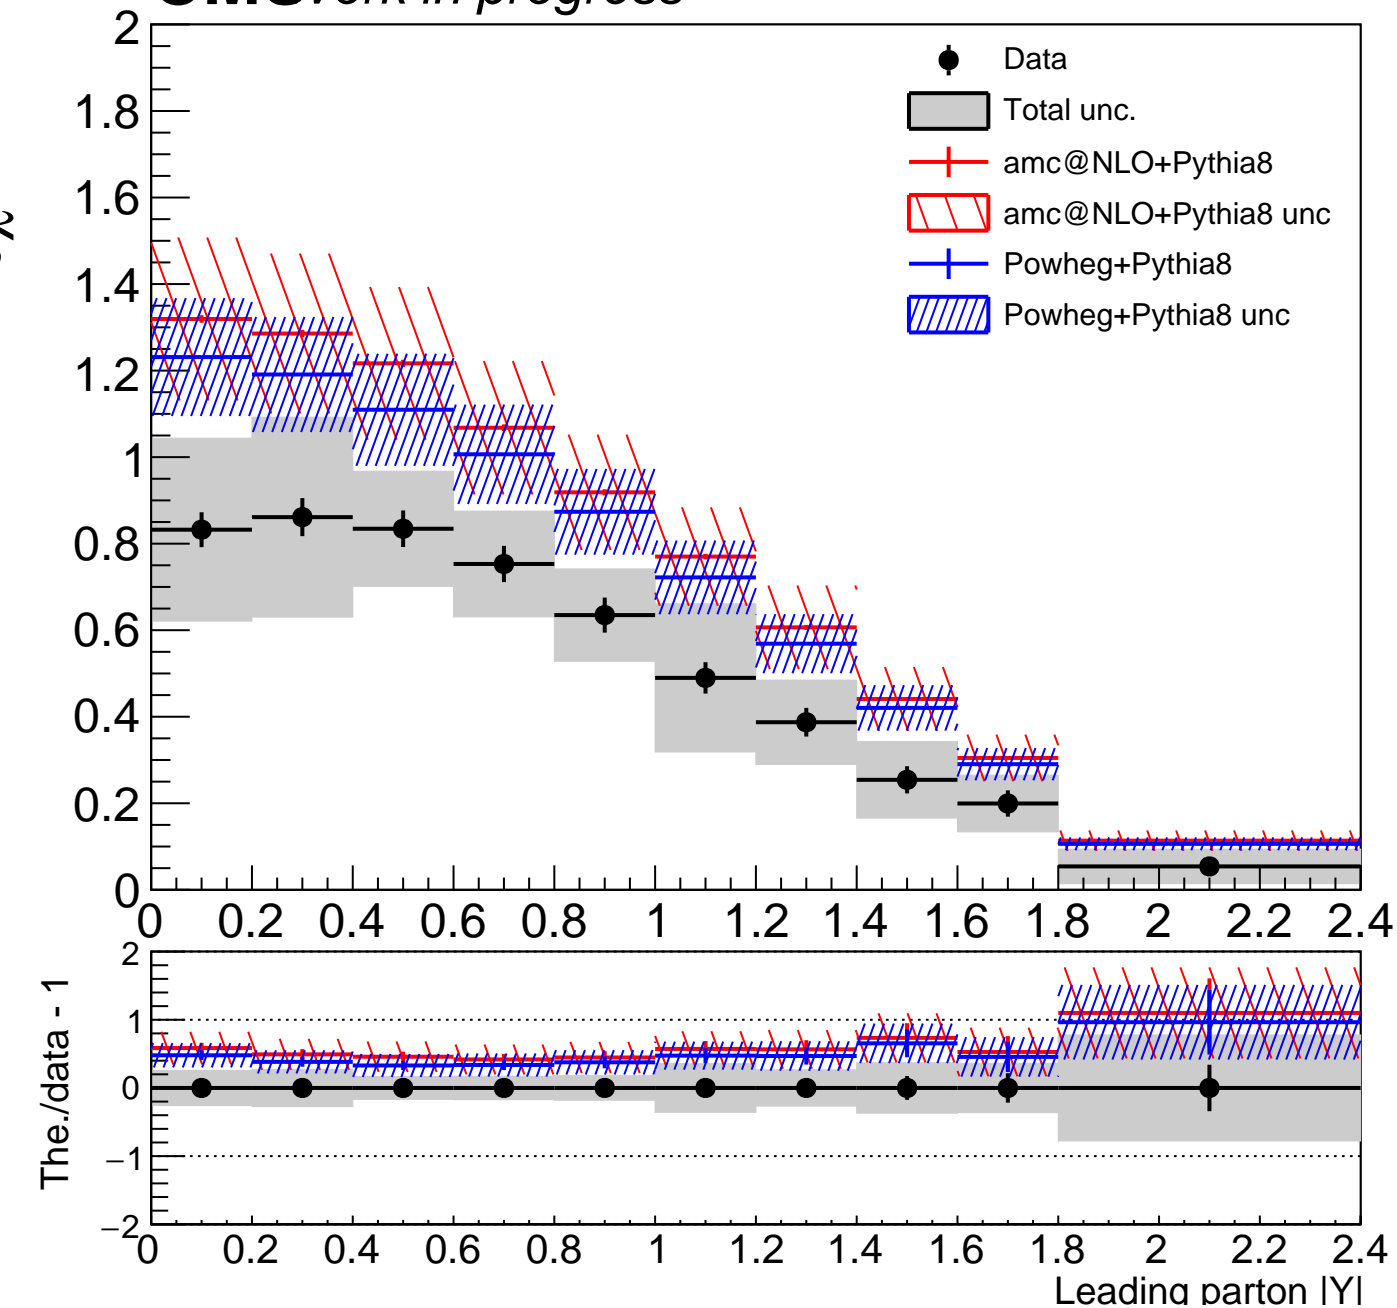 CMS Work in progress
2
1.8
1.6
1.4
1.2
1
0.8
0.6
0.4
0.2
0
Data
Total unc.
amc@NLO+Pythia8
amc@NLO+Pythia8 unc
Powheg+Pythia8
Powheg+Pythia8 unc
0 0.2 0.4 0.6 0.8 1 1.2 1.4 1.6 1.8 2 2.2 2.4
The./data - 1
2
1
0
−1
−2
0 0.2 0.4 0.6 0.8 1 1.2 1.4 1.6 1.8 2 2.2 2.4
Leading parton |Y|